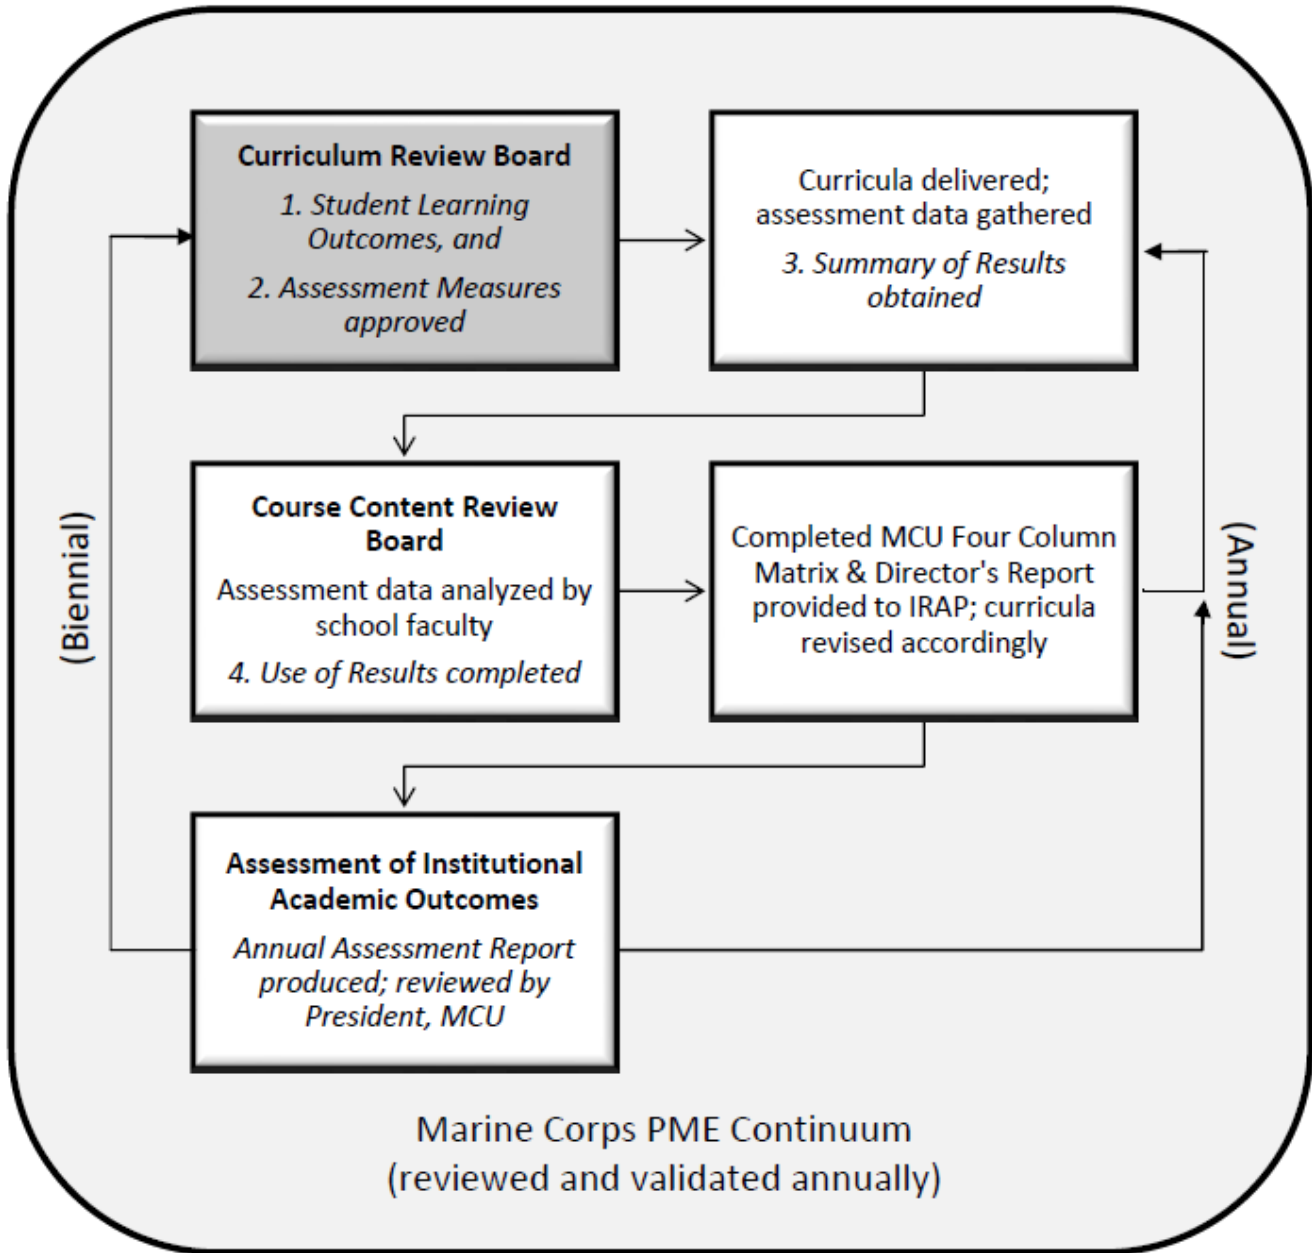 Curriculum Review Board
1. Student Learning
Outcomes, and
2. Assessment Measures
approved
Curricula delivered;
assessment data gathered
3. Summary of Results
obtained
(Biennial)
Course Content Review
Board
Assessment data analyzed by
school faculty
4. Use of Results completed
Completed MCU Four Column
Matrix & Director's Report
provided to IRAP; curricula
revised accordingly
(Annual)
Assessment of Institutional
Academic Outcomes
Annual Assessment Report
produced; reviewed by
President, MCU
Marine Corps PME Continuum
(reviewed and validated annually)